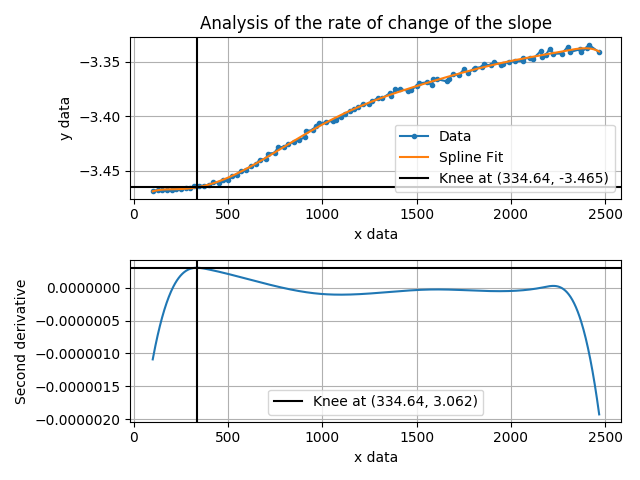 Analysis of the rate of change of the slope
y data
−3.35
−3.40
−3.45
Data
Spline Fit
Knee at (334.64, -3.465)
0 500 1000 1500 2000 2500
x data
Second derivative
0.0000000
−0.0000005
−0.0000010
−0.0000015
−0.0000020
Knee at (334.64, 3.062)
0 500 1000 1500 2000 2500
x data